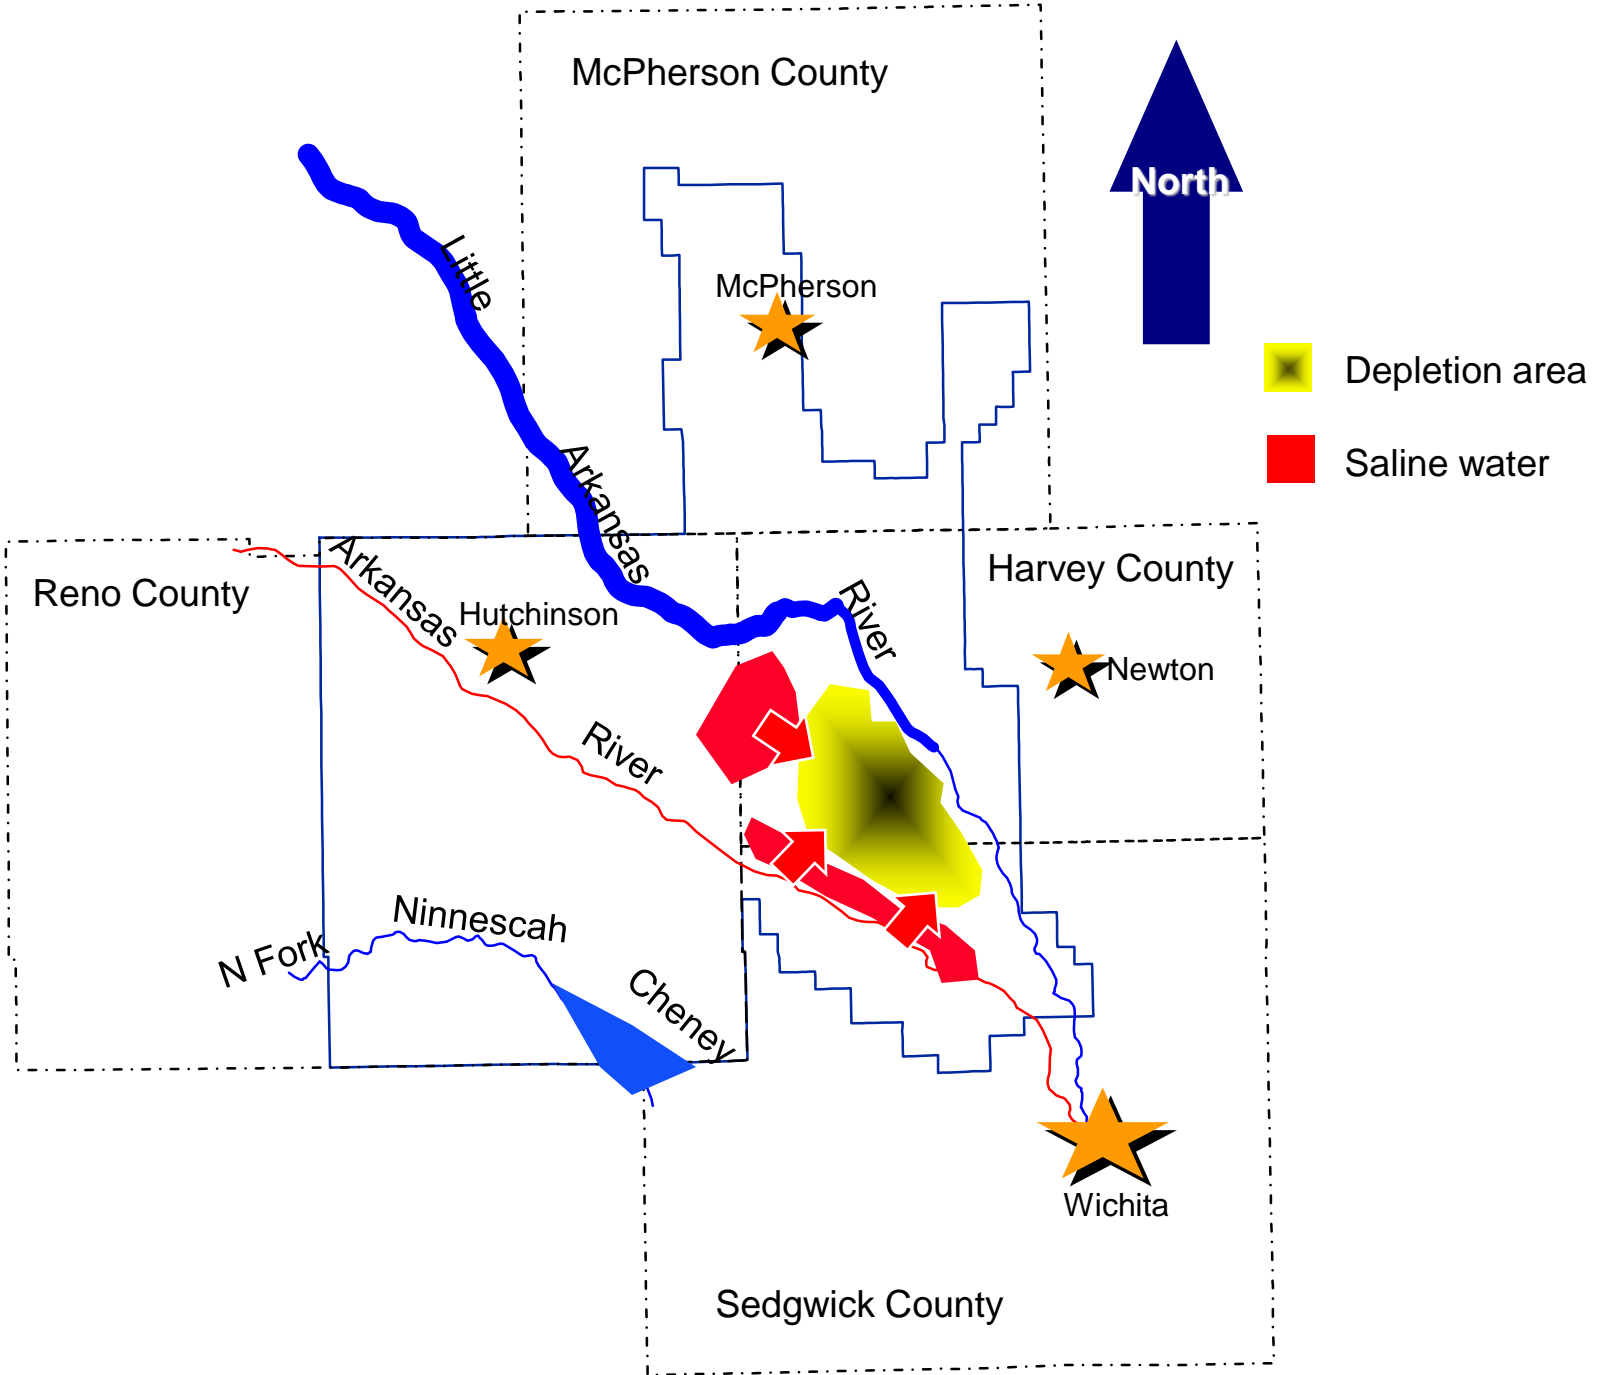 McPherson County
North
Little
McPherson
Depletion area
Saline water
Arkansas
Arkansas
Harvey County
Reno County
River
Hutchinson
Newton
River
Ninnescah
N Fork
Cheney
Wichita
Sedgwick County